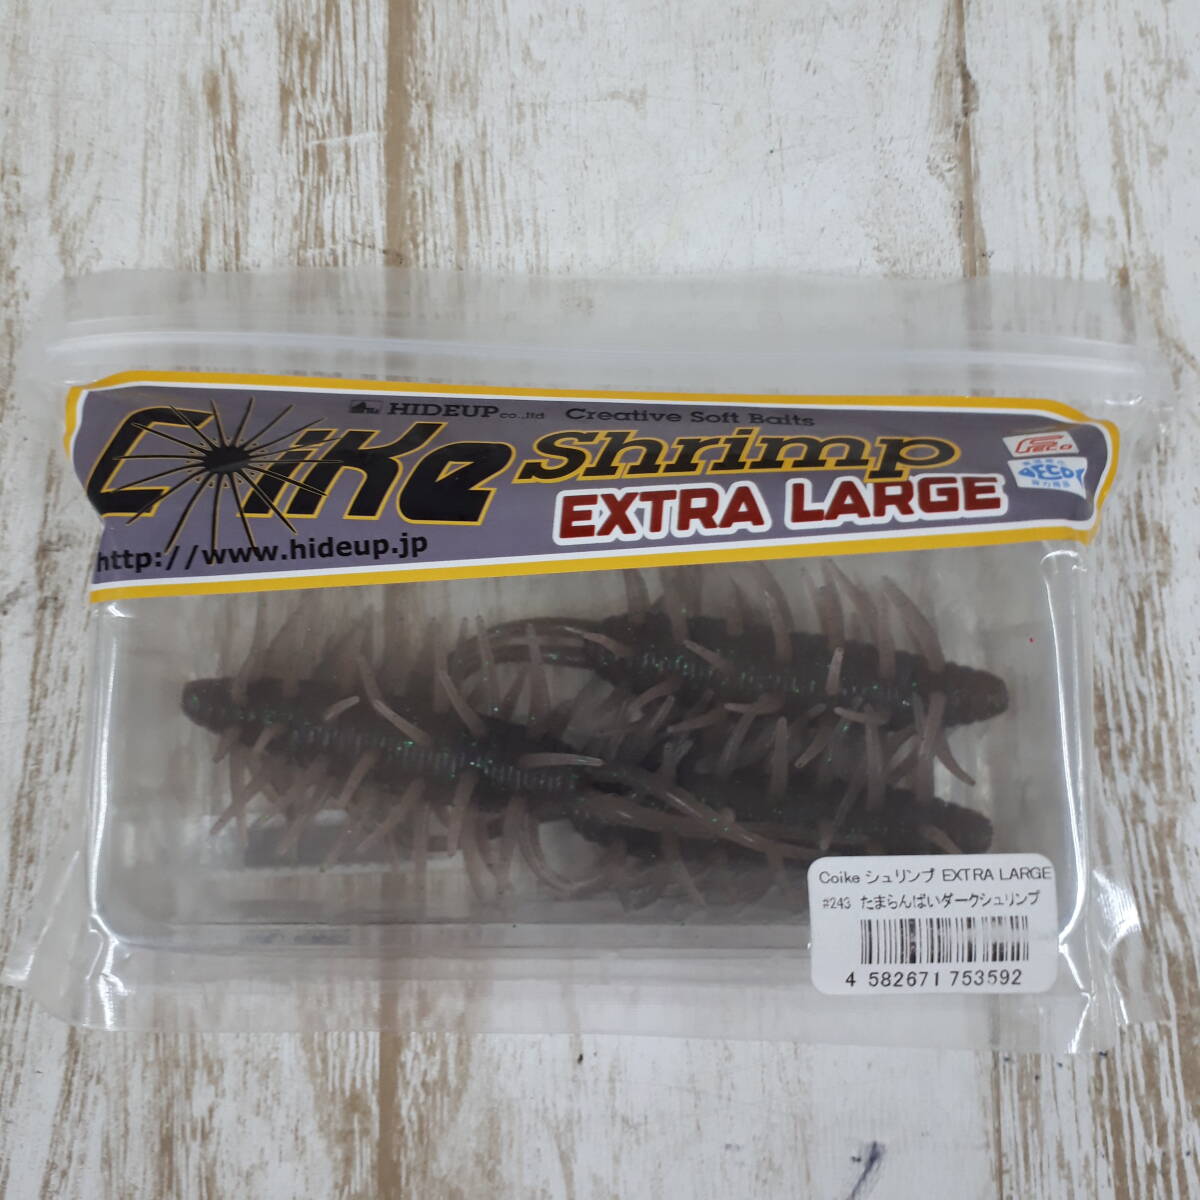 HIDEUP co.,ltd Creative Soft Baits
Coike Shrimp
EXTRA LARGE
http://www.hideup.jp
Coike シュリンプ EXTRA LARGE
#243 たまらんばいダークシュリンプ
4 582671 753592